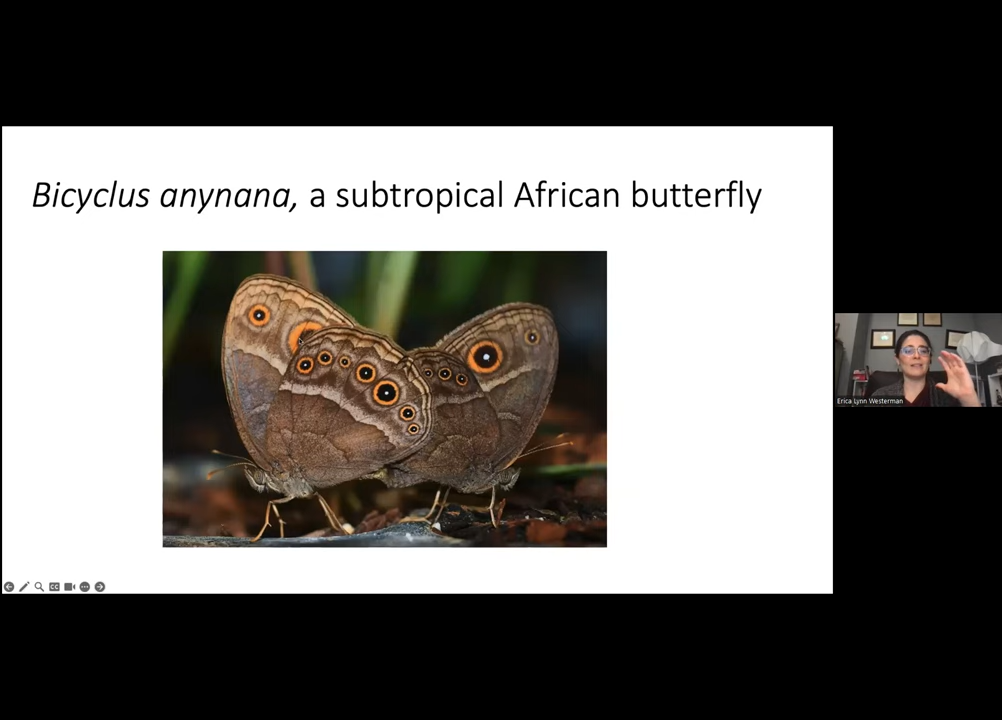 Bicyclus anynana, a subtropical African butterfly
Erica Lynn Westerman